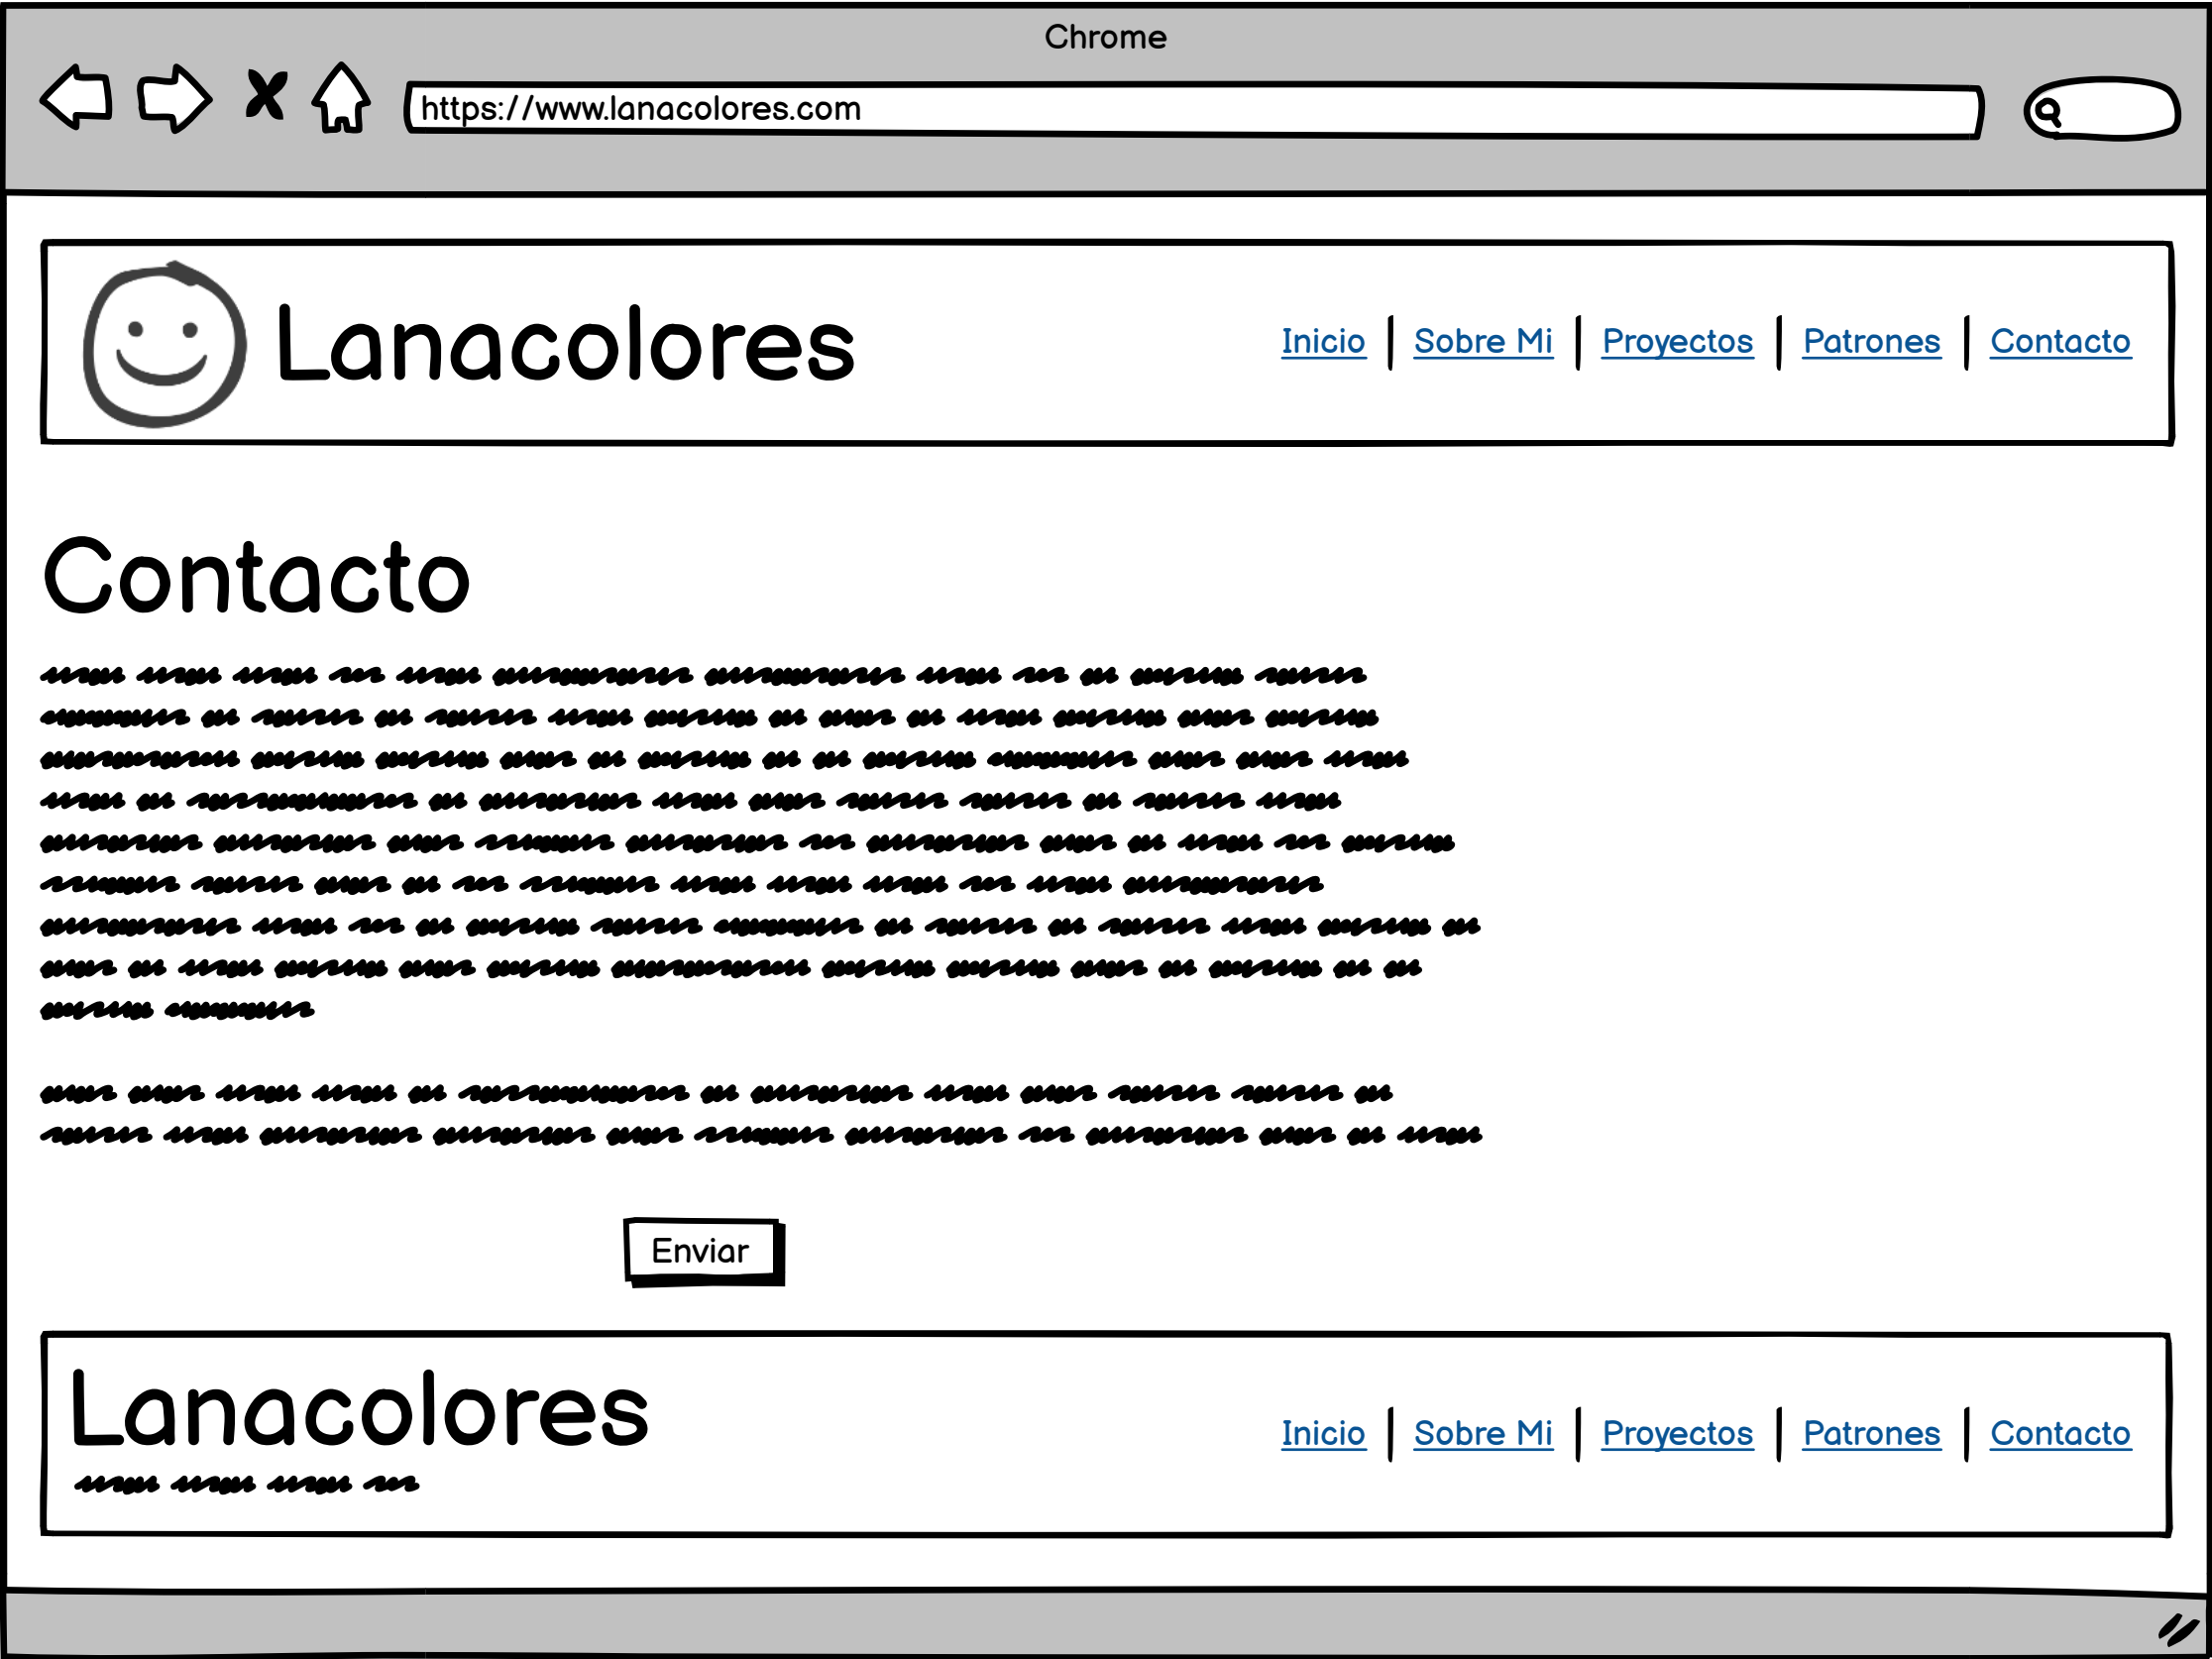 Chrome
https://www.lanacolores.com
Lanacolores
Inicio | Sobre Mi | Proyectos | Patrones | Contacto
Contacto
Enviar
Lanacolores
Inicio | Sobre Mi | Proyectos | Patrones | Contacto